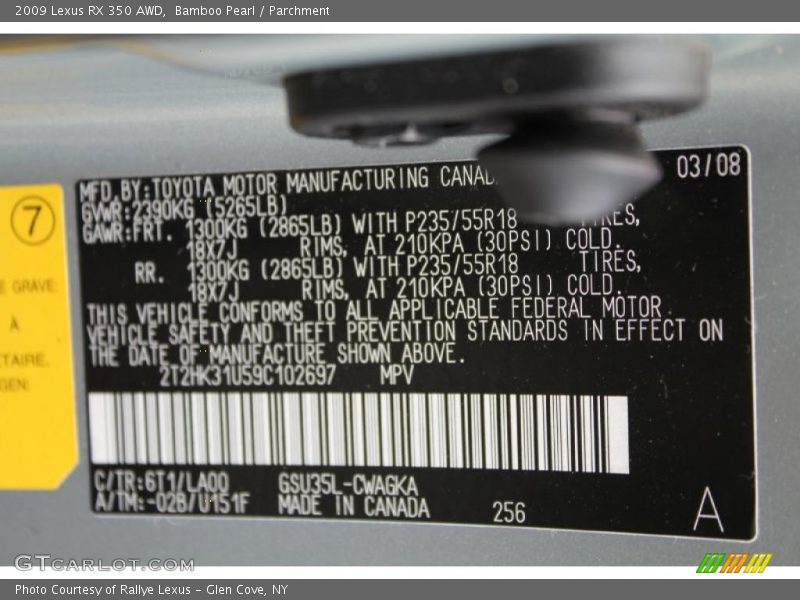 2009 Lexus RX 350 AWD, Bamboo Pearl / Parchment
7
E GRAVE:
À
ETAIRE.
GEN:
MFD. BY: TOYOTA MOTOR MANUFACTURING 03/08
GVWR: 2390KG (5265LB)
GAWR: FRT. 1300KG (2865LB) WITH P235/55R18 TIRES,
18X7J RIMS, AT 210KPA (30PSI) COLD.
RR. 1300KG (2865LB) WITH P235/55R18 TIRES,
18X7J RIMS, AT 210KPA (30PSI) COLD.
THIS VEHICLE CONFORMS TO ALL APPLICABLE FEDERAL MOTOR
VEHICLE SAFETY AND THEFT PREVENTION STANDARDS IN EFFECT ON
THE DATE OF MANUFACTURE SHOWN ABOVE.
2T2HK31U59C102697 MPV
C/TR: 6T1/LA00 GSU35L-CWAGKA
A/TM: -02B/U151F MADE IN CANADA 256 A
GTCARLOT.COM
Photo Courtesy of Rallye Lexus - Glen Cove, NY